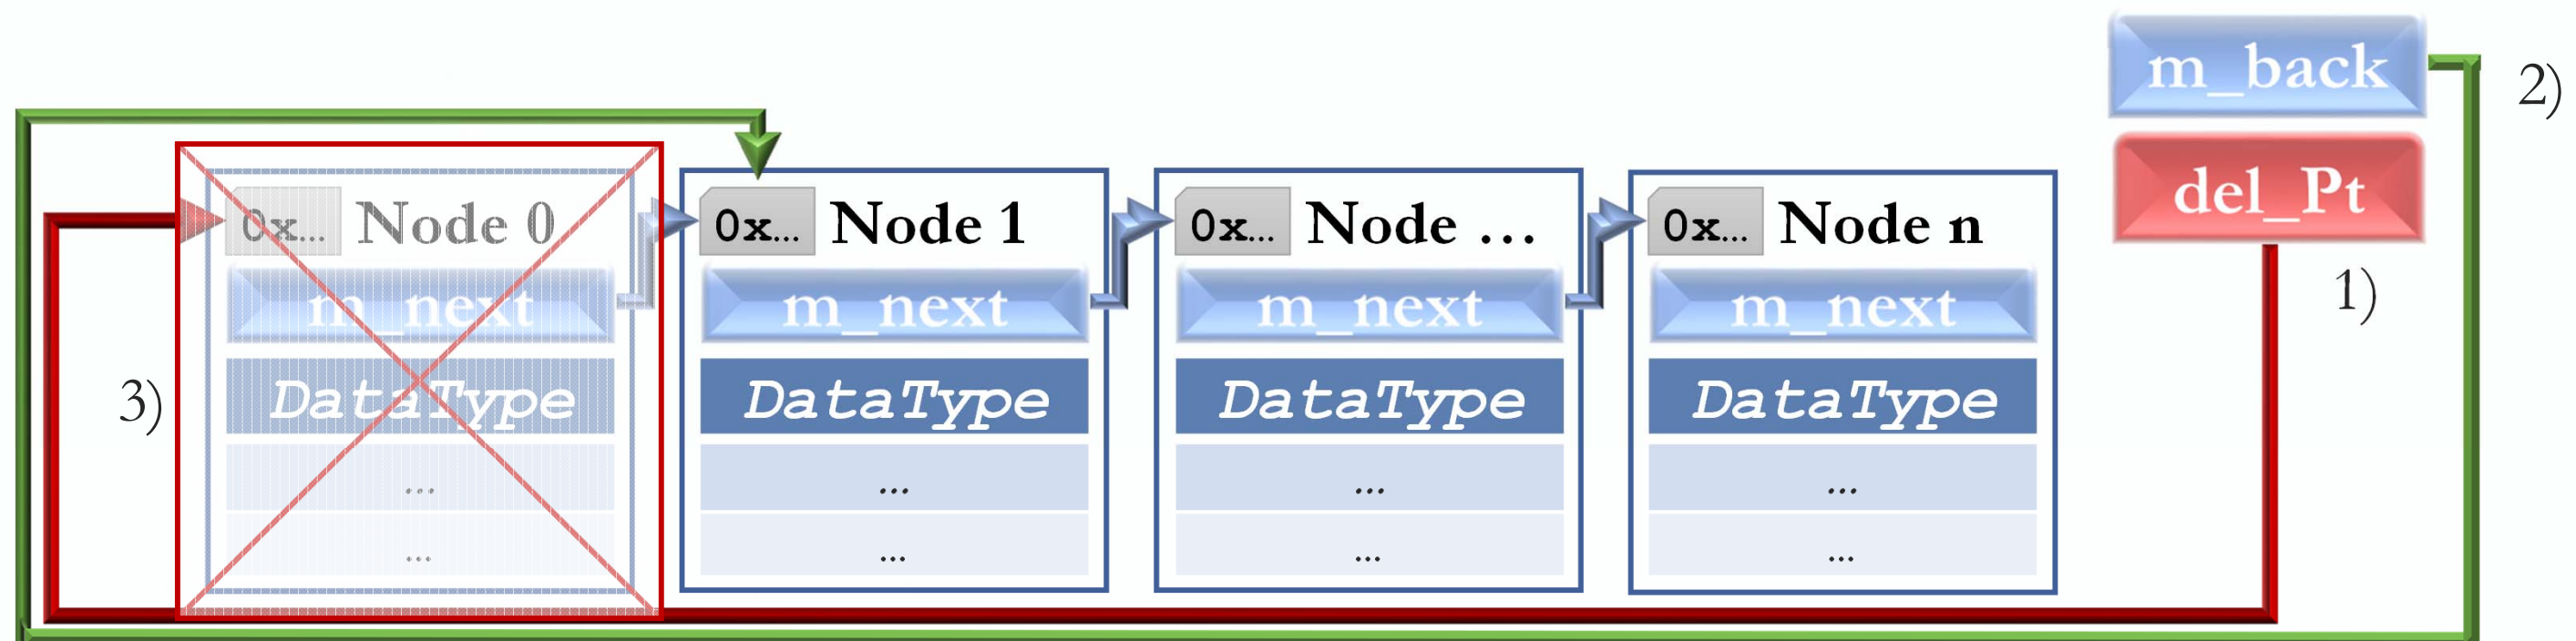 m_back
2)
del_Pt
1)
0x... Node 0
m_next
DataType
...
...
3)
0x... Node 1
m_next
DataType
...
...
0x... Node ...
m_next
DataType
...
...
0x... Node n
m_next
DataType
...
...